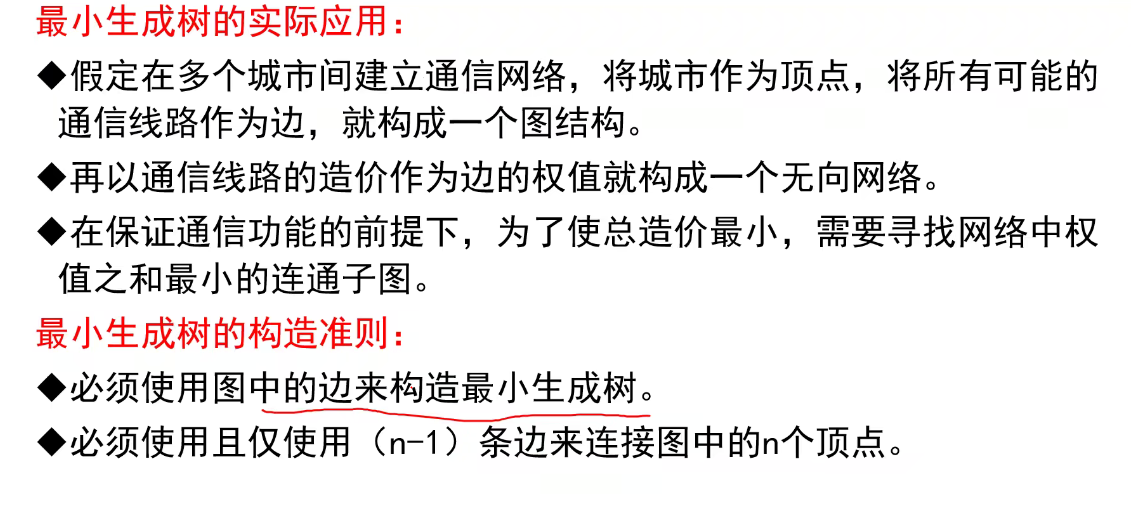 最小生成树的实际应用：
◆假定在多个城市间建立通信网络，将城市作为顶点，将所有可能的
通信线路作为边，就构成一个图结构。
◆再以通信线路的造价作为边的权值就构成一个无向网络。
◆在保证通信功能的前提下，为了使总造价最小，需要寻找网络中权
值之和最小的连通子图。
最小生成树的构造准则：
◆必须使用图中的边来构造最小生成树。
◆必须使用且仅使用（n-1）条边来连接图中的n个顶点。